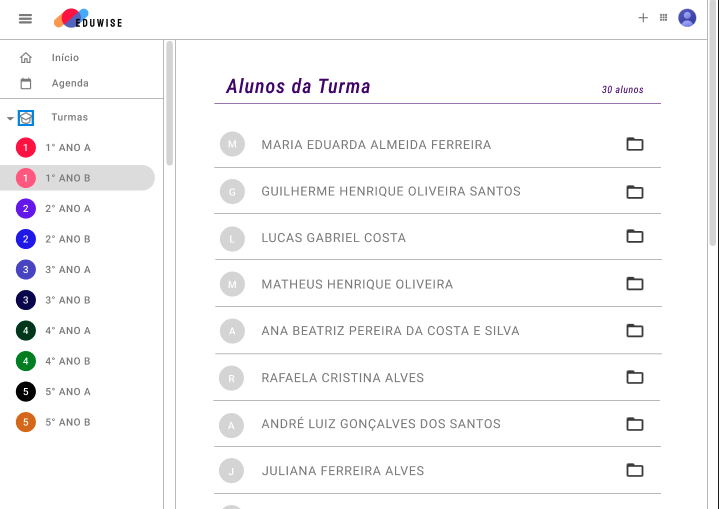 EDUWISE
Início
Agenda
Turmas
1 1° ANO A
1 1° ANO B
2 2° ANO A
2 2° ANO B
3 3° ANO A
3 3° ANO B
4 4° ANO A
4 4° ANO B
5 5° ANO A
5 5° ANO B
Alunos da Turma
30 alunos
M MARIA EDUARDA ALMEIDA FERREIRA
G GUILHERME HENRIQUE OLIVEIRA SANTOS
L LUCAS GABRIEL COSTA
M MATHEUS HENRIQUE OLIVEIRA
A ANA BEATRIZ PEREIRA DA COSTA E SILVA
R RAFAELA CRISTINA ALVES
A ANDRÉ LUIZ GONÇALVES DOS SANTOS
J JULIANA FERREIRA ALVES